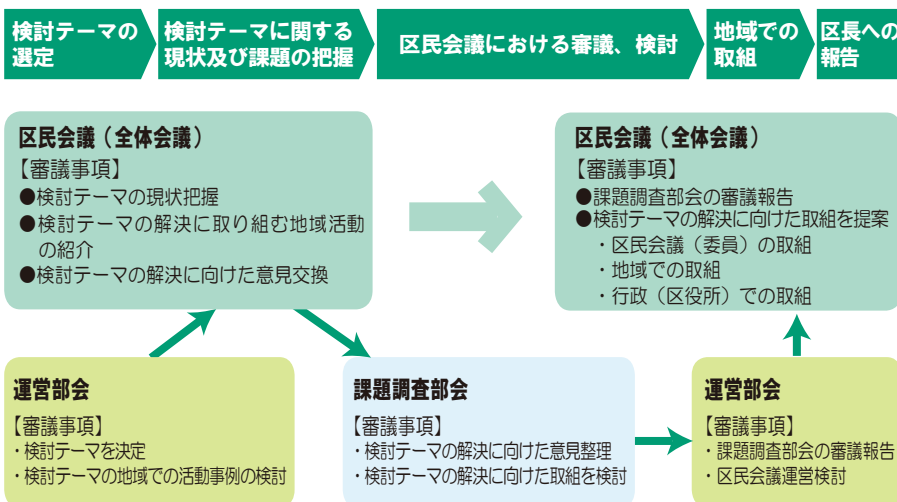 検討テーマの
選定
検討テーマに関する
現状及び課題の把握
区民会議における審議、検討
地域での
取組
区長への
報告
区民会議（全体会議）
【審議事項】
●検討テーマの現状把握
●検討テーマの解決に取り組む地域活動
の紹介
●検討テーマの解決に向けた意見交換
区民会議（全体会議）
【審議事項】
●課題調査部会の審議報告
●検討テーマの解決に向けた取組を提案
・区民会議（委員）の取組
・地域での取組
・行政（区役所）での取組
運営部会
【審議事項】
・検討テーマを決定
・検討テーマの地域での活動事例の検討
課題調査部会
【審議事項】
・検討テーマの解決に向けた意見整理
・検討テーマの解決に向けた取組を検討
運営部会
【審議事項】
・課題調査部会の審議報告
・区民会議運営検討